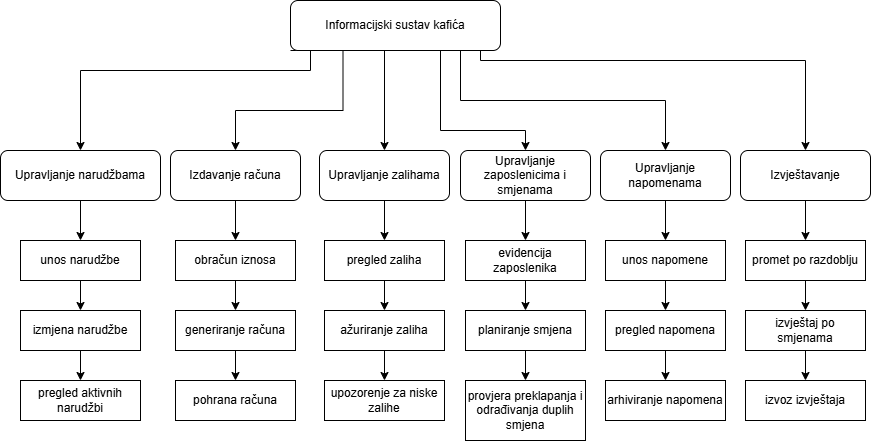 Informacijski sustav kafića
Upravljanje narudžbama
Izdavanje računa
Upravljanje zalihama
Upravljanje
zaposlenicima i
smjenama
Upravljanje
napomenama
Izvještavanje
unos narudžbe
obračun iznosa
pregled zaliha
evidencija
zaposlenika
unos napomene
promet po razdoblju
izmjena narudžbe
generiranje računa
ažuriranje zaliha
planiranje smjena
pregled napomena
izvještaj po
smjenama
pregled aktivnih
narudžbi
pohrana računa
upozorenje za niske
zalihe
provjera preklapanja i
odrađivanja duplih
smjena
arhiviranje napomena
izvoz izvještaja